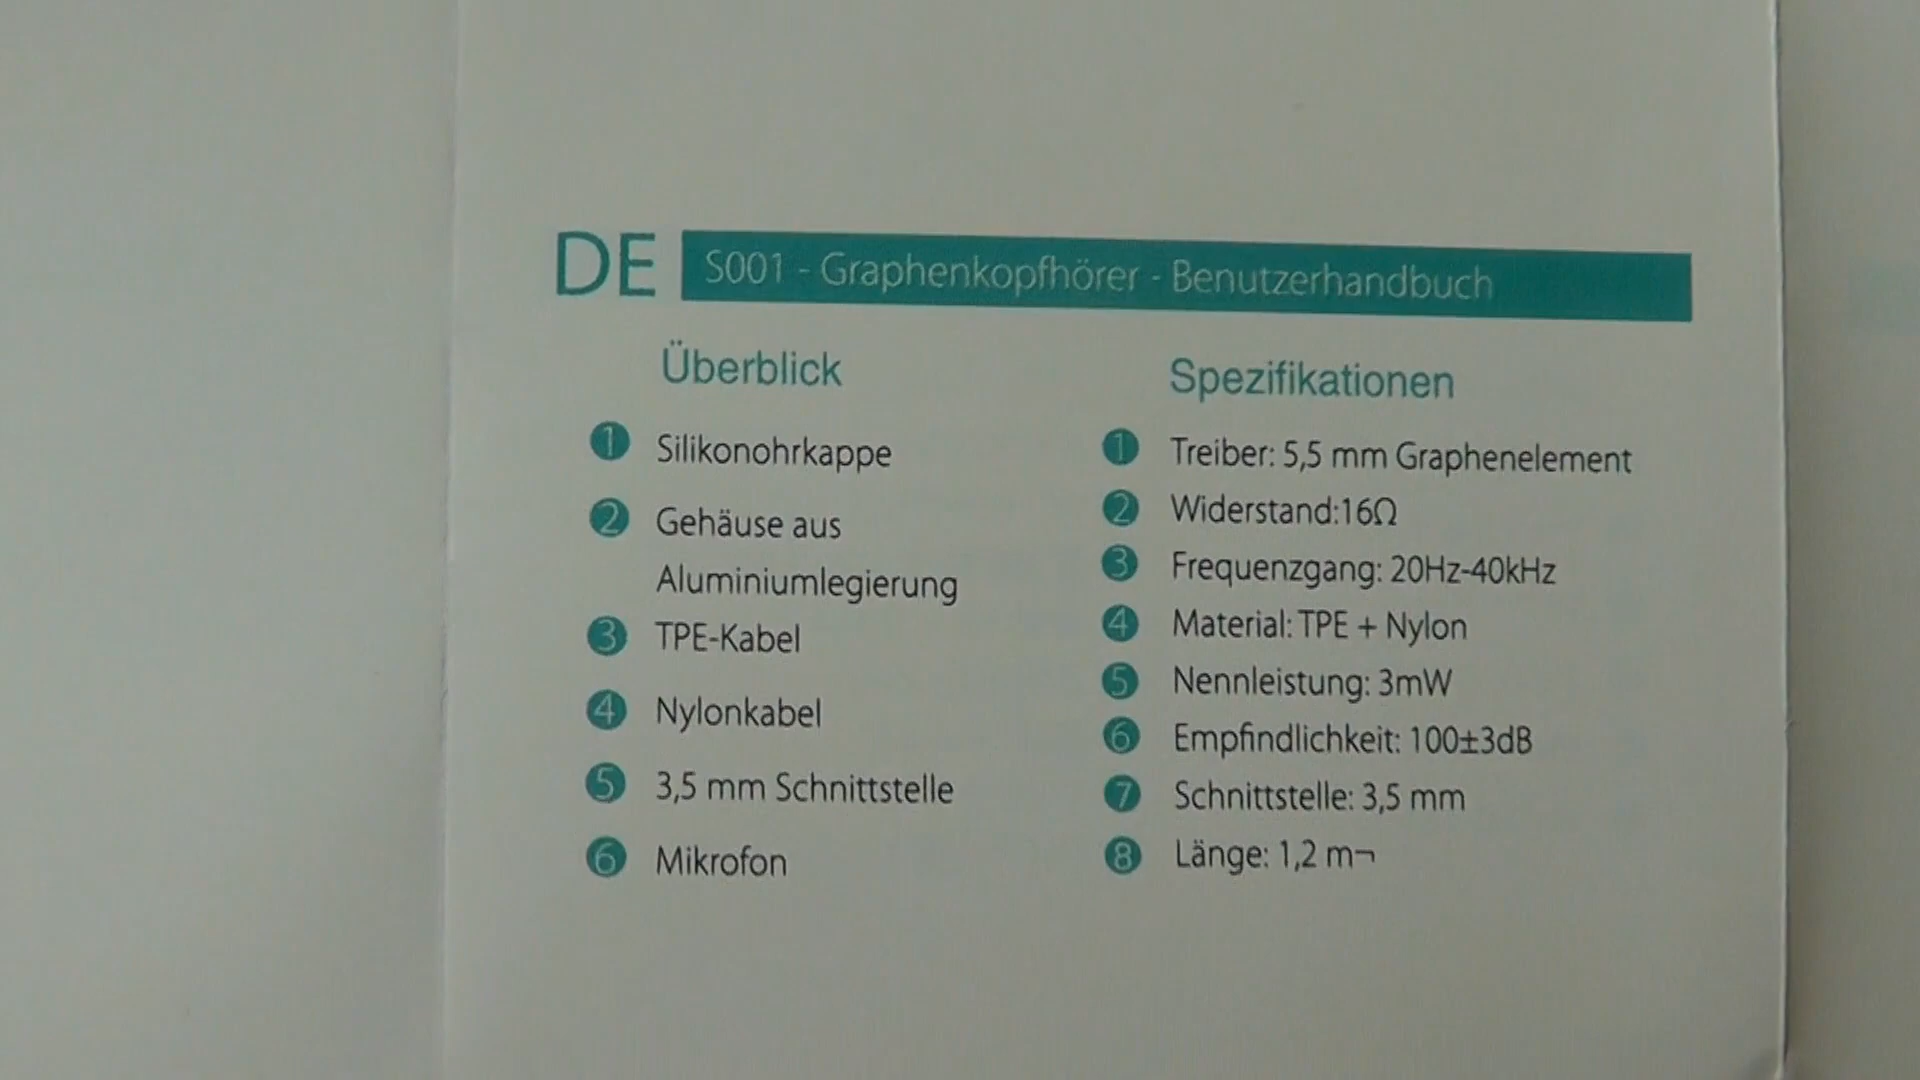 DE S001 - Graphenkopfhörer - Benutzerhandbuch
Überblick
1 Silikonohrkappe
2 Gehäuse aus
Aluminiumlegierung
3 TPE-Kabel
4 Nylonkabel
5 3,5 mm Schnittstelle
6 Mikrofon
Spezifikationen
1 Treiber: 5,5 mm Graphenelement
2 Widerstand:16Ω
3 Frequenzgang: 20Hz-40kHz
4 Material: TPE + Nylon
5 Nennleistung: 3mW
6 Empfindlichkeit: 100±3dB
7 Schnittstelle: 3,5 mm
8 Länge: 1,2 m¬